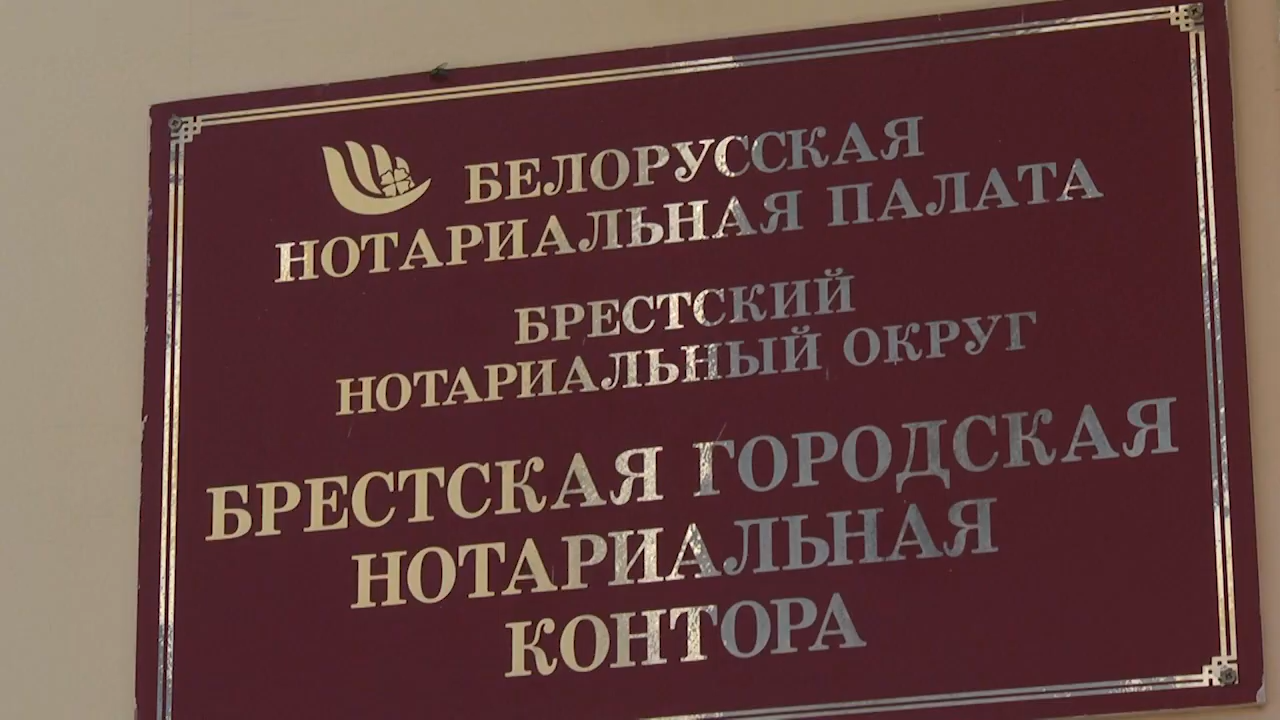 БЕЛОРУССКАЯ
НОТАРИАЛЬНАЯ ПАЛАТА
БРЕСТСКИЙ
НОТАРИАЛЬНЫЙ ОКРУГ
БРЕСТСКАЯ ГОРОДСКАЯ
НОТАРИАЛЬНАЯ
КОНТОРА